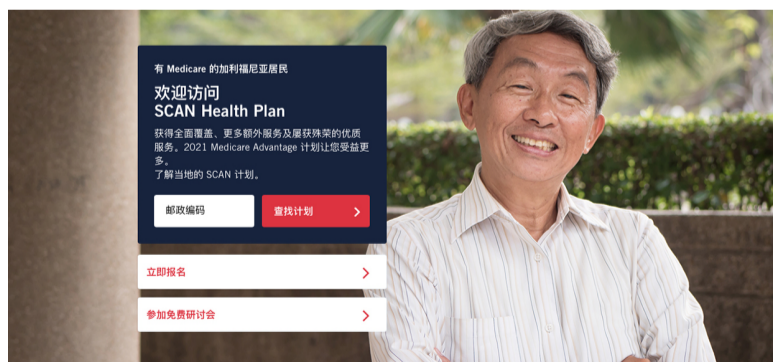 有 Medicare 的加利福尼亚居民
欢迎访问
SCAN Health Plan
获得全面覆盖、更多额外服务及屡获殊荣的优质
服务。2021 Medicare Advantage 计划让您受益更
多。
了解当地的 SCAN 计划。
邮政编码
查找计划
立即报名
参加免费研讨会